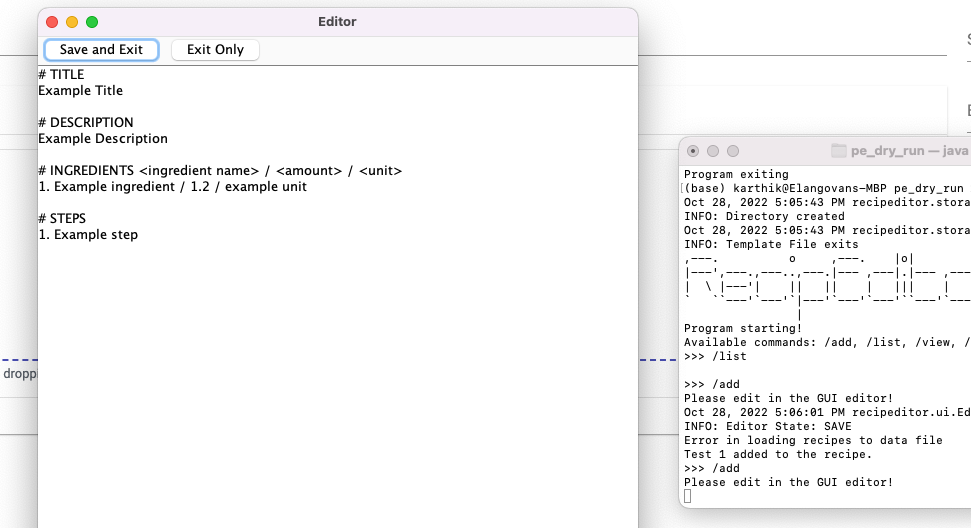 Editor
Save and Exit
Exit Only
# TITLE
Example Title
# DESCRIPTION
Example Description
# INGREDIENTS <ingredient name> / <amount> / <unit>
1. Example ingredient / 1.2 / example unit
# STEPS
1. Example step
dropp
pe_dry_run — java
Program exiting
(base) karthik@Elangovans-MBP pe_dry_run
Oct 28, 2022 5:05:43 PM recipeditor.stora
INFO: Directory created
Oct 28, 2022 5:05:43 PM recipeditor.stora
INFO: Template File exits
Program starting!
Available commands: /add, /list, /view, /
>>> /list
>>> /add
Please edit in the GUI editor!
Oct 28, 2022 5:06:01 PM recipeditor.ui.Ed
INFO: Editor State: SAVE
Error in loading recipes to data file
Test 1 added to the recipe.
>>> /add
Please edit in the GUI editor!